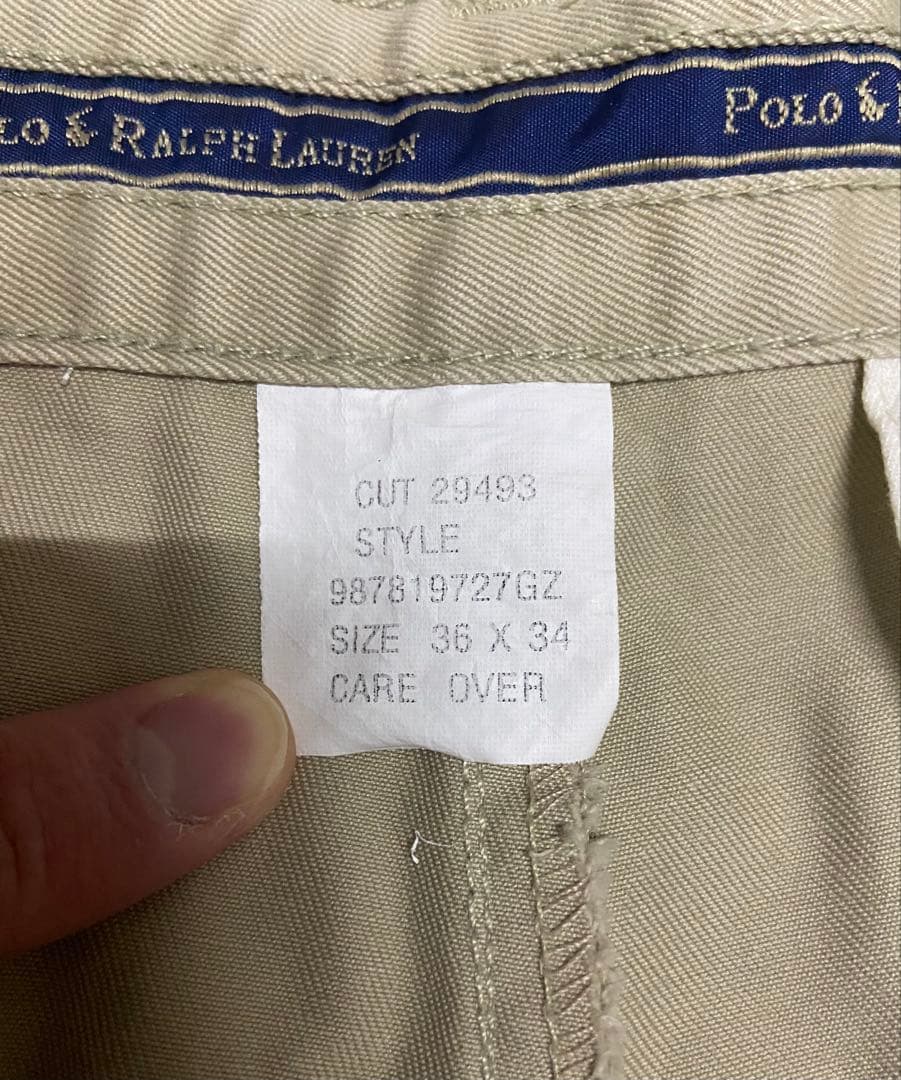 LO RALPH LAUREN POLO
CUT 29493
STYLE
987819727GZ
SIZE 36 X 34
CARE OVER